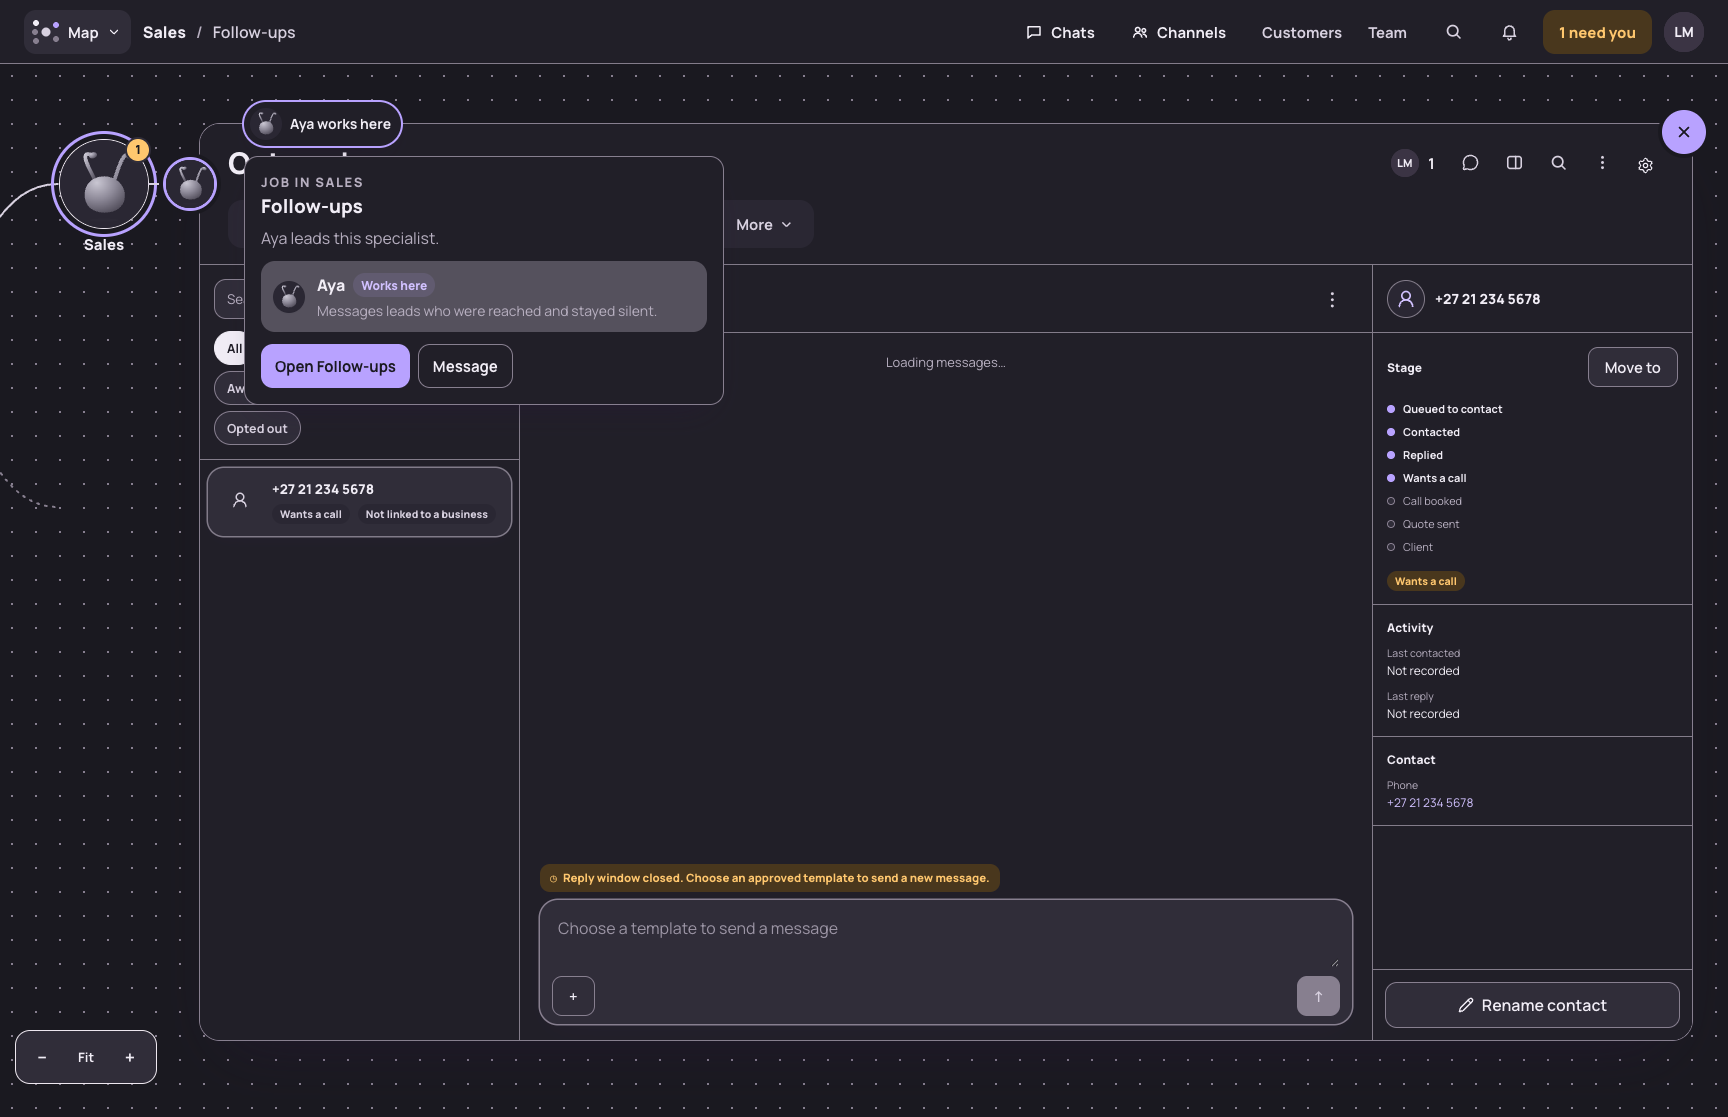 Map
Sales / Follow-ups
Chats
Channels
Customers
Team
1 need you
LM
Aya works here
1
Sales
LM 1
JOB IN SALES
Follow-ups
Aya leads this specialist.
Aya Works here
Messages leads who were reached and stayed silent.
Open Follow-ups
Message
More
All
Opted out
+27 21 234 5678
Wants a call Not linked to a business
Loading messages...
Reply window closed. Choose an approved template to send a new message.
Choose a template to send a message
+27 21 234 5678
Stage
Move to
Queued to contact
Contacted
Replied
Wants a call
Call booked
Quote sent
Client
Wants a call
Activity
Last contacted
Not recorded
Last reply
Not recorded
Contact
Phone
+27 21 234 5678
Rename contact
− Fit +